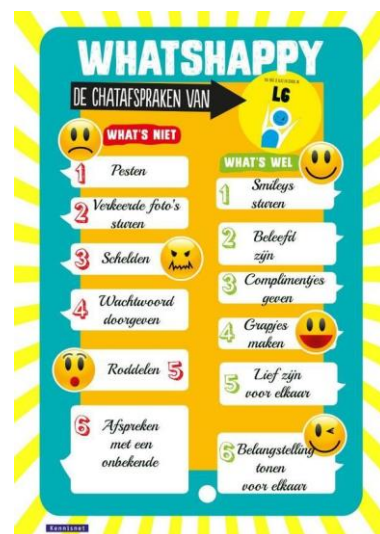 WHATSHAPPY
DE CHATAFSPRAKEN VAN
L6
WHAT'S NIET
1 Pesten
2 Verkeerde foto's
sturen
3 Schelden
4 Wachtwoord
doorgeven
Roddelen 5
6 Afspreken
met een
onbekende
WHAT'S WEL
1 Smileys
sturen
2 Beleefd
zijn
3 Complimentjes
geven
4 Grapjes
maken
5 Lief zijn
voor elkaar
6 Belangstelling
tonen
voor elkaar
Kennisnet